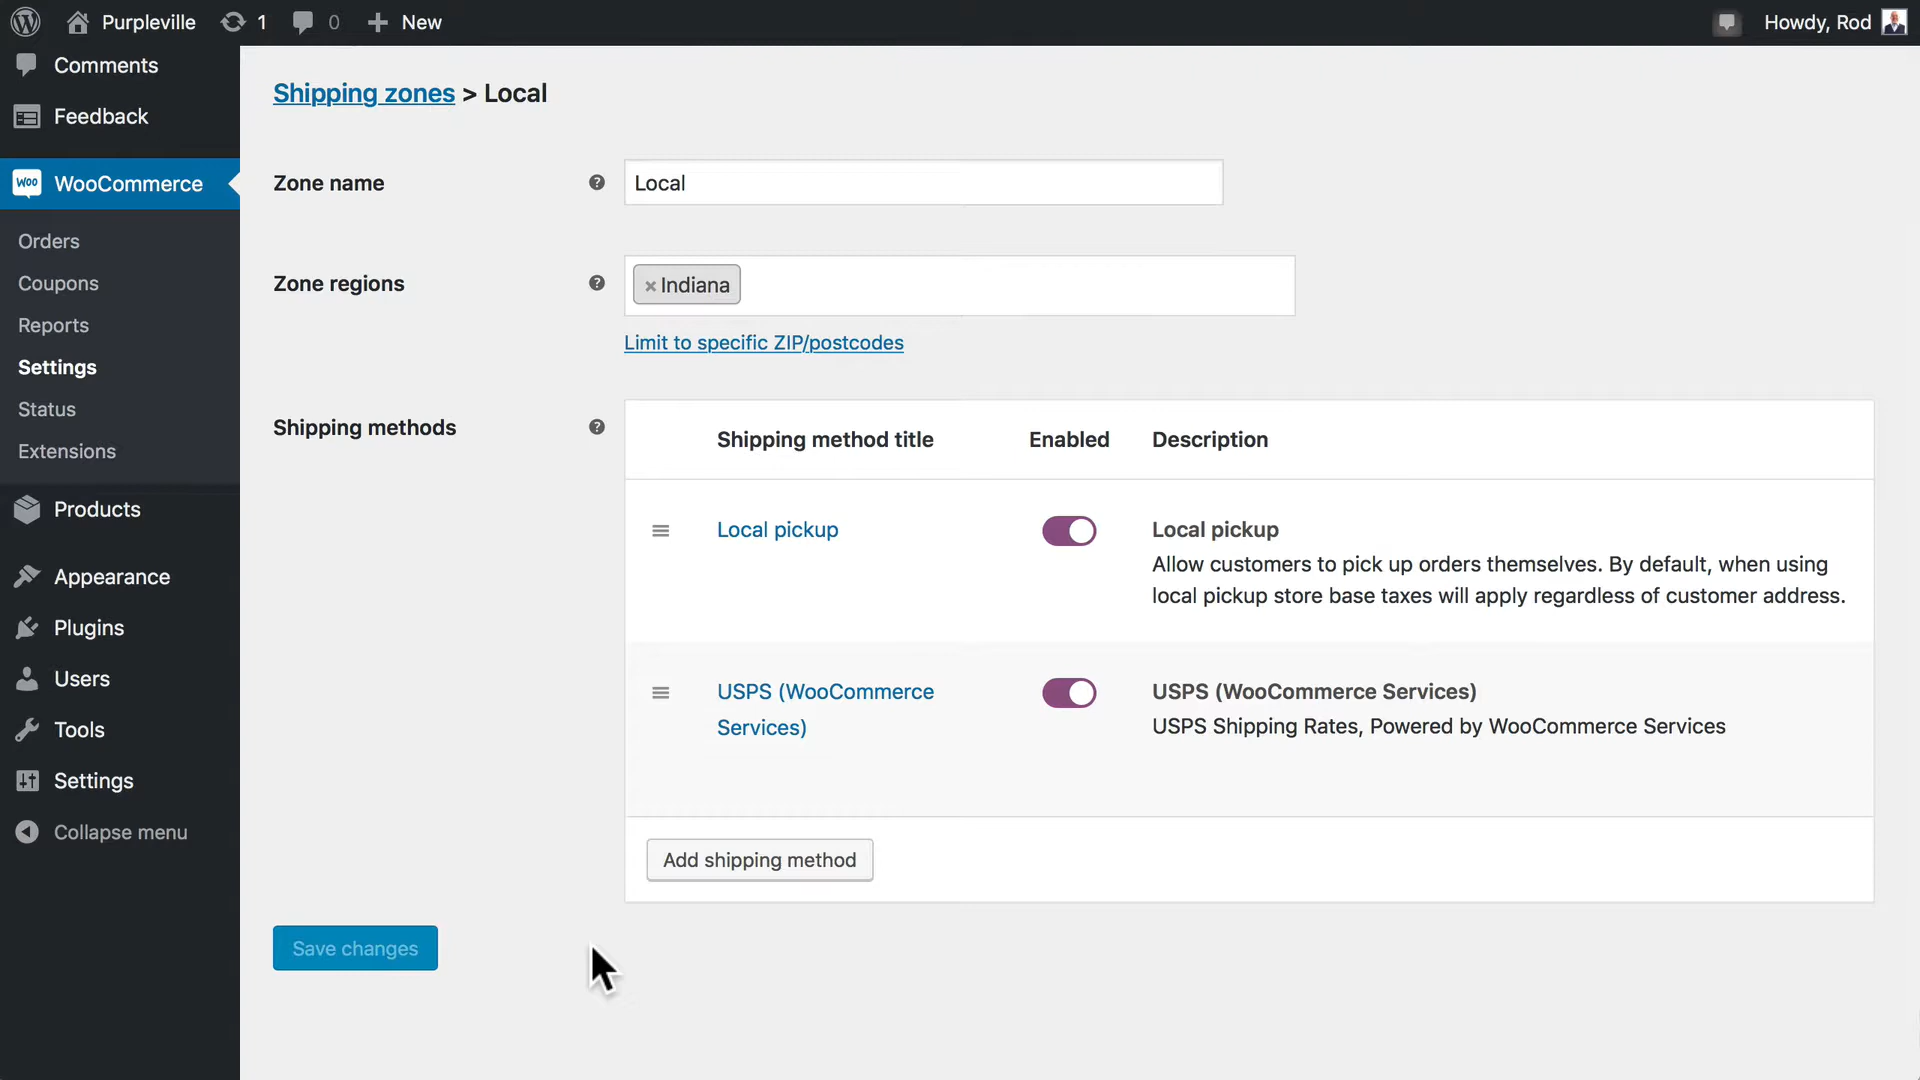 Purpleville 1 0 + New Howdy, Rod
Comments
Feedback
Woo WooCommerce
Orders
Coupons
Reports
Settings
Status
Extensions
Products
Appearance
Plugins
Users
Tools
Settings
Collapse menu
Shipping zones > Local
Zone name ? Local
Zone regions ? × Indiana
Limit to specific ZIP/postcodes
Shipping methods ?
Shipping method title Enabled Description
Local pickup Local pickup
Allow customers to pick up orders themselves. By default, when using
local pickup store base taxes will apply regardless of customer address.
USPS (WooCommerce
Services)
USPS (WooCommerce Services)
USPS Shipping Rates, Powered by WooCommerce Services
Add shipping method
Save changes